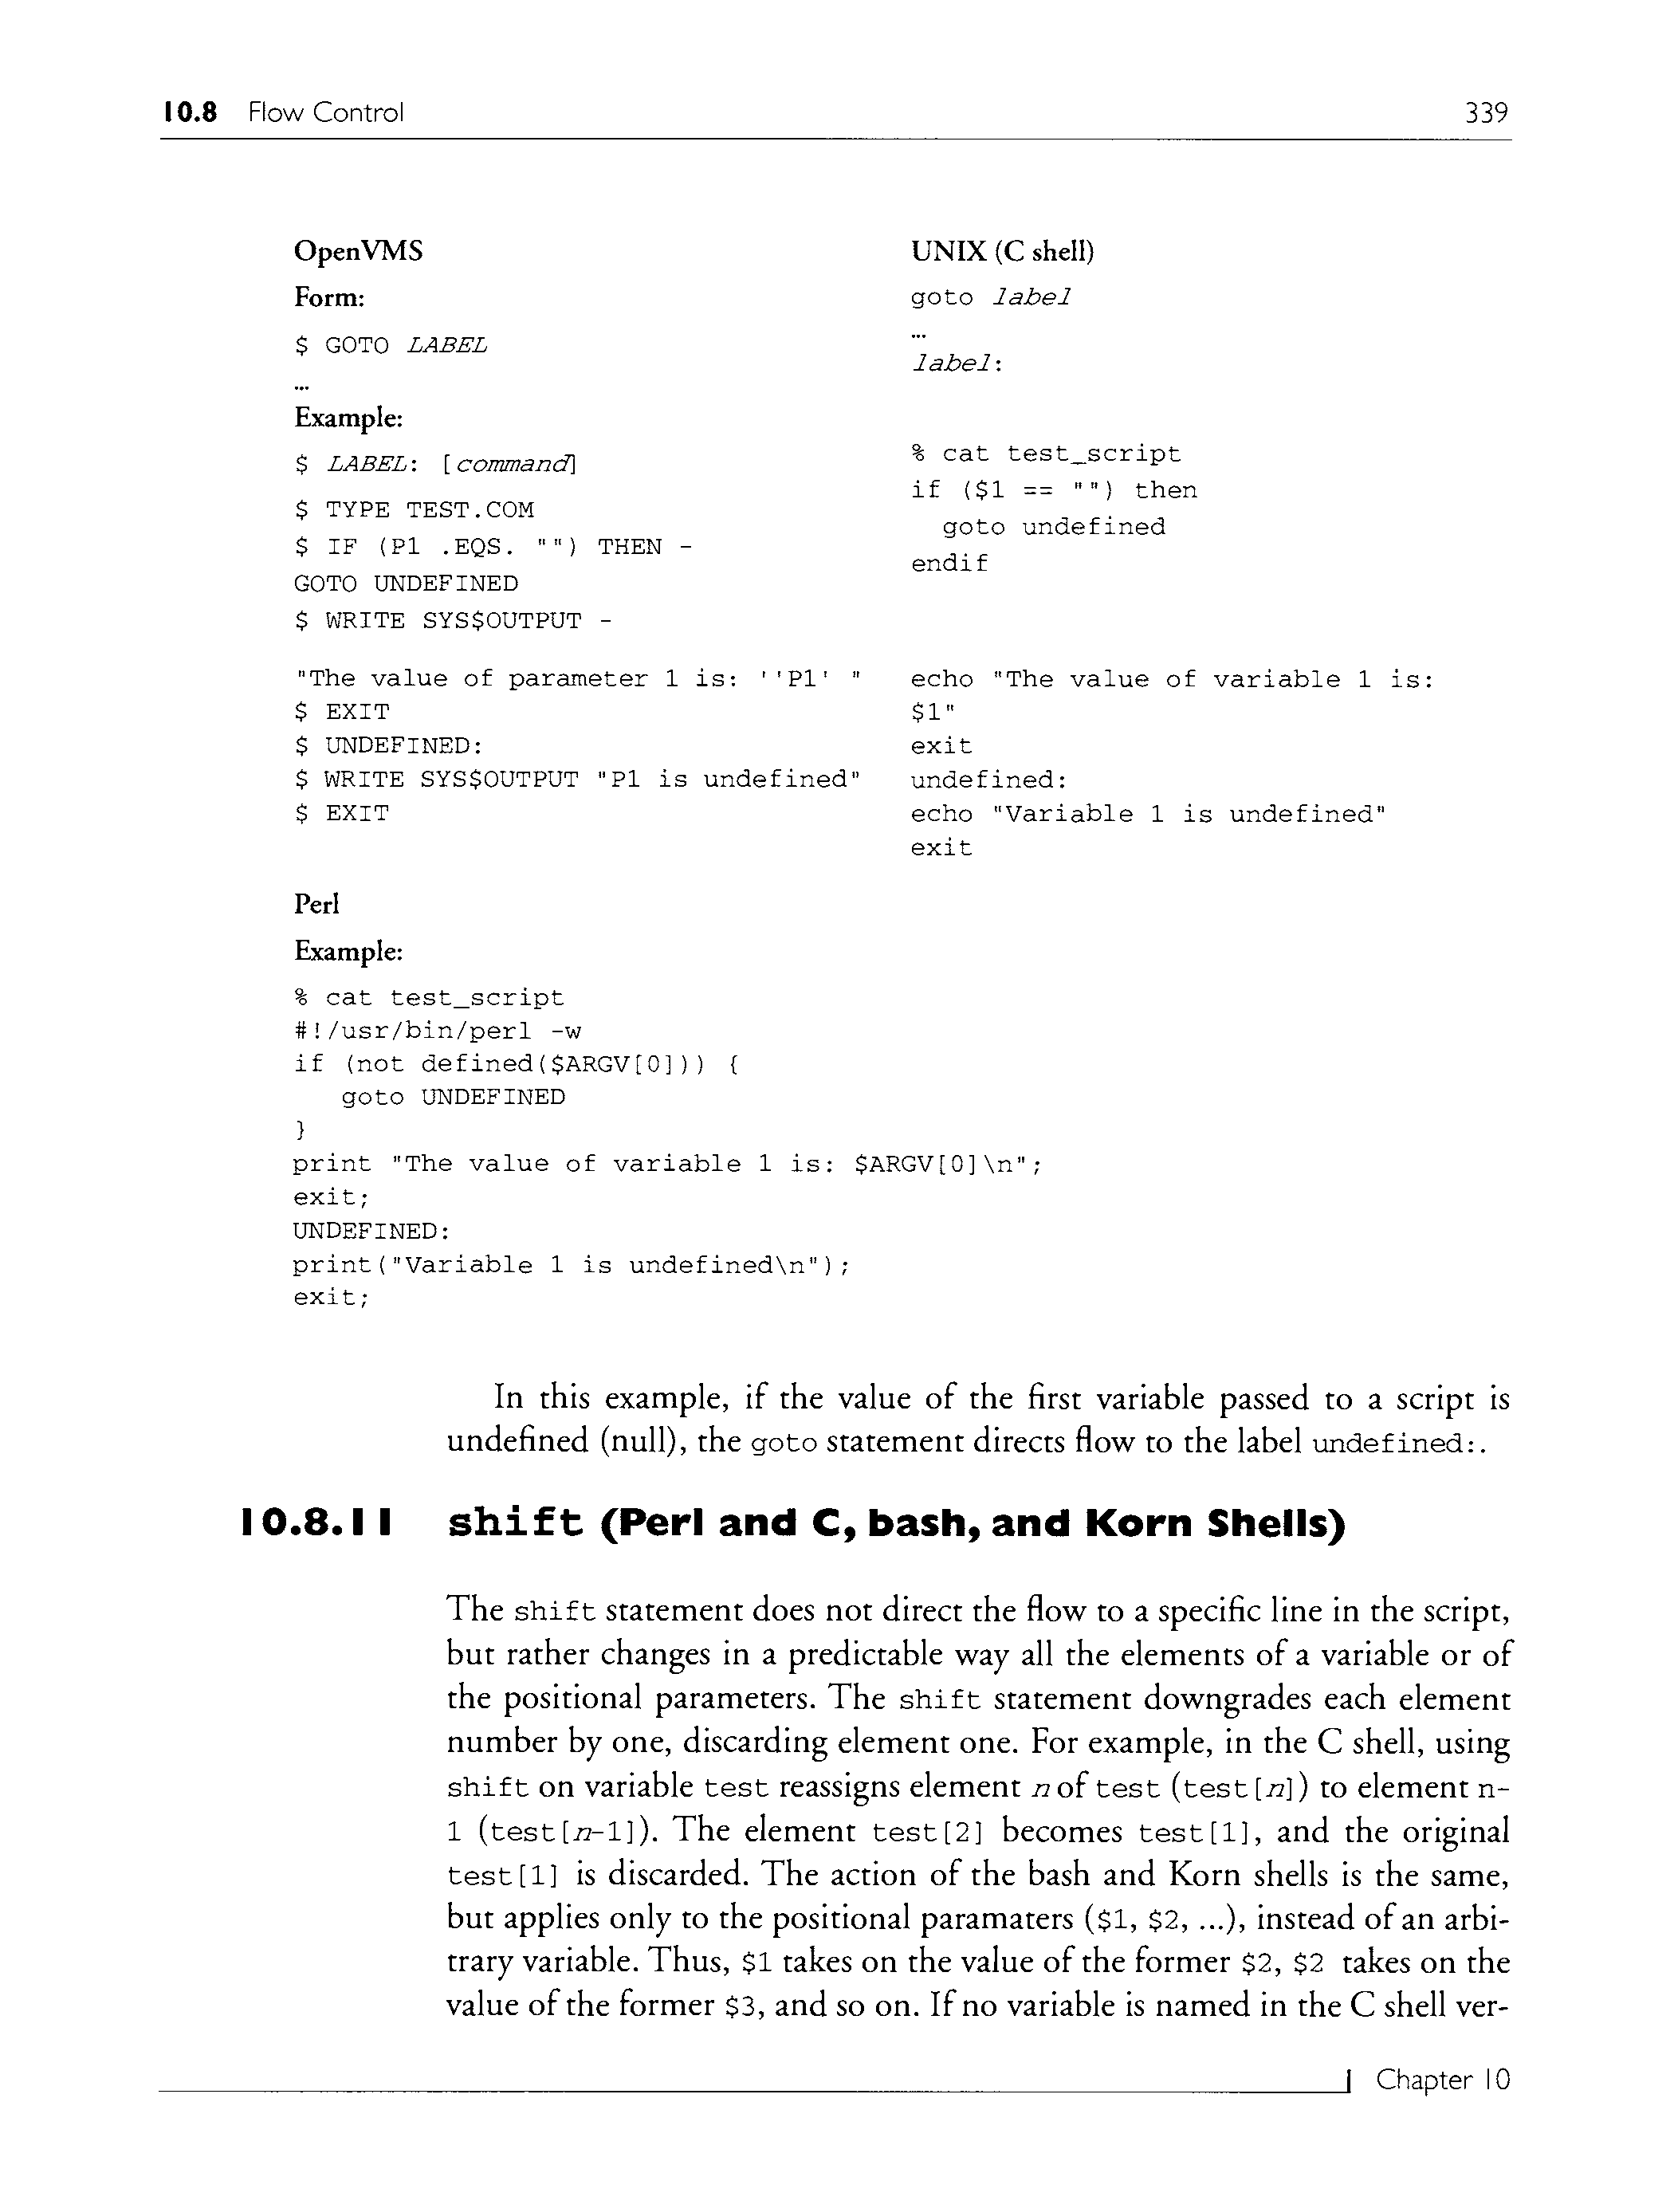 10.8 Flow Control 339
OpenVMS
Form:
$ GOTO LABEL
...
Example:
$ LABEL: [command]
$ TYPE TEST.COM
$ IF (P1 .EQS. "") THEN -
GOTO UNDEFINED
$ WRITE SYS$OUTPUT -
"The value of parameter 1 is: ''P1' "
$ EXIT
$ UNDEFINED:
$ WRITE SYS$OUTPUT "P1 is undefined"
$ EXIT
UNIX (C shell)
goto label
...
label:
% cat test_script
if ($1 == "") then
goto undefined
endif
echo "The value of variable 1 is:
$1"
exit
undefined:
echo "Variable 1 is undefined"
exit
Perl
Example:
% cat test_script
#!/usr/bin/perl -w
if (not defined($ARGV[0])) {
goto UNDEFINED
}
print "The value of variable 1 is: $ARGV[0]\n";
exit;
UNDEFINED:
print("Variable 1 is undefined\n");
exit;
In this example, if the value of the first variable passed to a script is
undefined (null), the goto statement directs flow to the label undefined:.
10.8.11 shift (Perl and C, bash, and Korn Shells)
The shift statement does not direct the flow to a specific line in the script,
but rather changes in a predictable way all the elements of a variable or of
the positional parameters. The shift statement downgrades each element
number by one, discarding element one. For example, in the C shell, using
shift on variable test reassigns element n of test (test[n]) to element n-
1 (test[n-1]). The element test[2] becomes test[1], and the original
test[1] is discarded. The action of the bash and Korn shells is the same,
but applies only to the positional paramaters ($1, $2, ...), instead of an arbi-
trary variable. Thus, $1 takes on the value of the former $2, $2 takes on the
value of the former $3, and so on. If no variable is named in the C shell ver-
Chapter 10